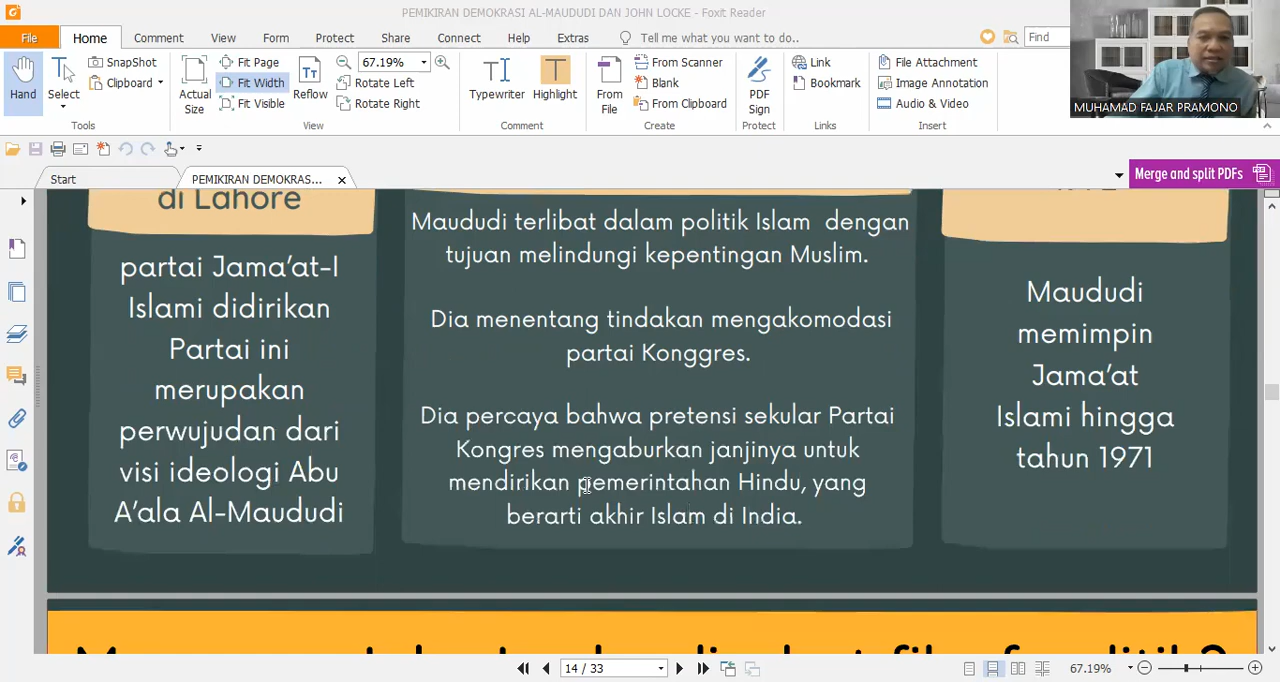 PEMIKIRAN DEMOKRASI AL-MAUDUDI DAN JOHN LOCKE - Foxit Reader
File
Home
Comment
View
Form
Protect
Share
Connect
Help
Extras
Tell me what you want to do..
Find
Hand
Select
SnapShot
Clipboard
Tools
Actual Size
Fit Page
Fit Width
Fit Visible
Reflow
67.19%
Rotate Left
Rotate Right
View
Typewriter
Highlight
Comment
From File
From Scanner
Blank
From Clipboard
Create
PDF Sign
Protect
Link
Bookmark
Links
File Attachment
Image Annotation
Audio & Video
Insert
MUHAMAD FAJAR PRAMONO
Start
PEMIKIRAN DEMOKRAS...
Merge and split PDFs
di Lahore
partai Jama'at-I
Islami didirikan
Partai ini
merupakan
perwujudan dari
visi ideologi Abu
A'ala Al-Maududi
Maududi terlibat dalam politik Islam dengan
tujuan melindungi kepentingan Muslim.
Dia menentang tindakan mengakomodasi
partai Konggres.
Dia percaya bahwa pretensi sekular Partai
Kongres mengaburkan janjinya untuk
mendirikan pemerintahan Hindu, yang
berarti akhir Islam di India.
Maududi
memimpin
Jama'at
Islami hingga
tahun 1971
14 / 33
67.19%